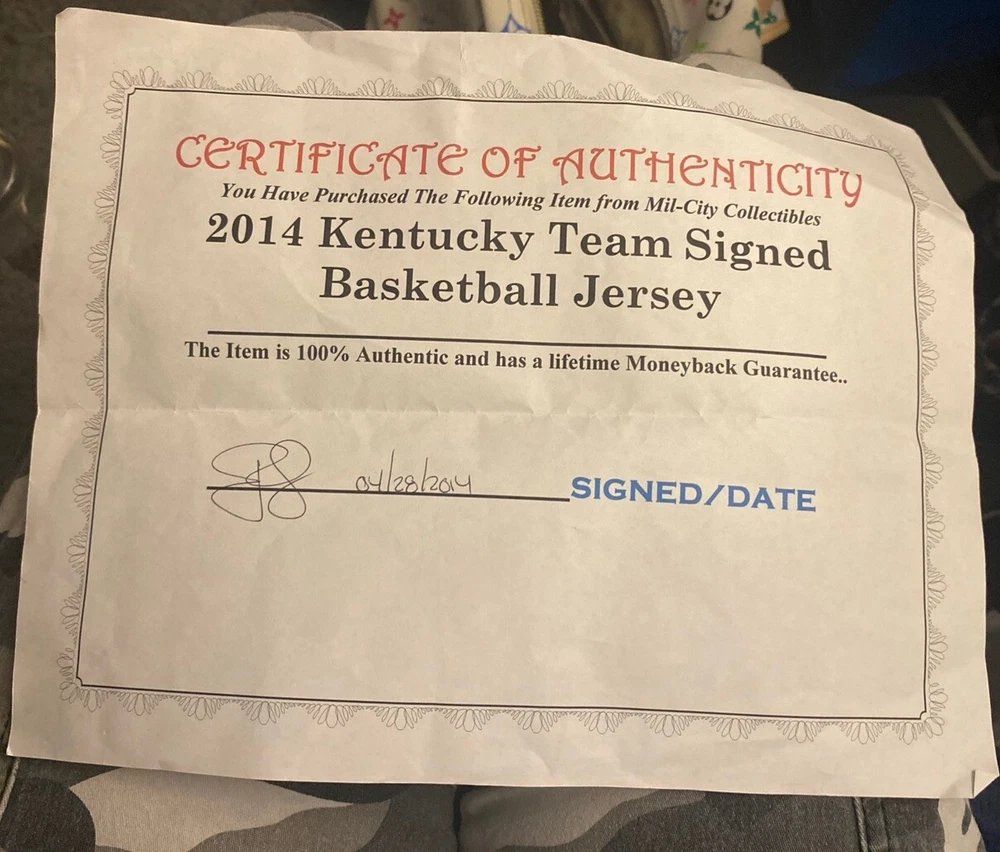 CERTIFICATE OF AUTHENTICITY
You Have Purchased The Following Item from Mil-City Collectibles
2014 Kentucky Team Signed
Basketball Jersey
The Item is 100% Authentic and has a lifetime Moneyback Guarantee..
04/28/2014 SIGNED/DATE